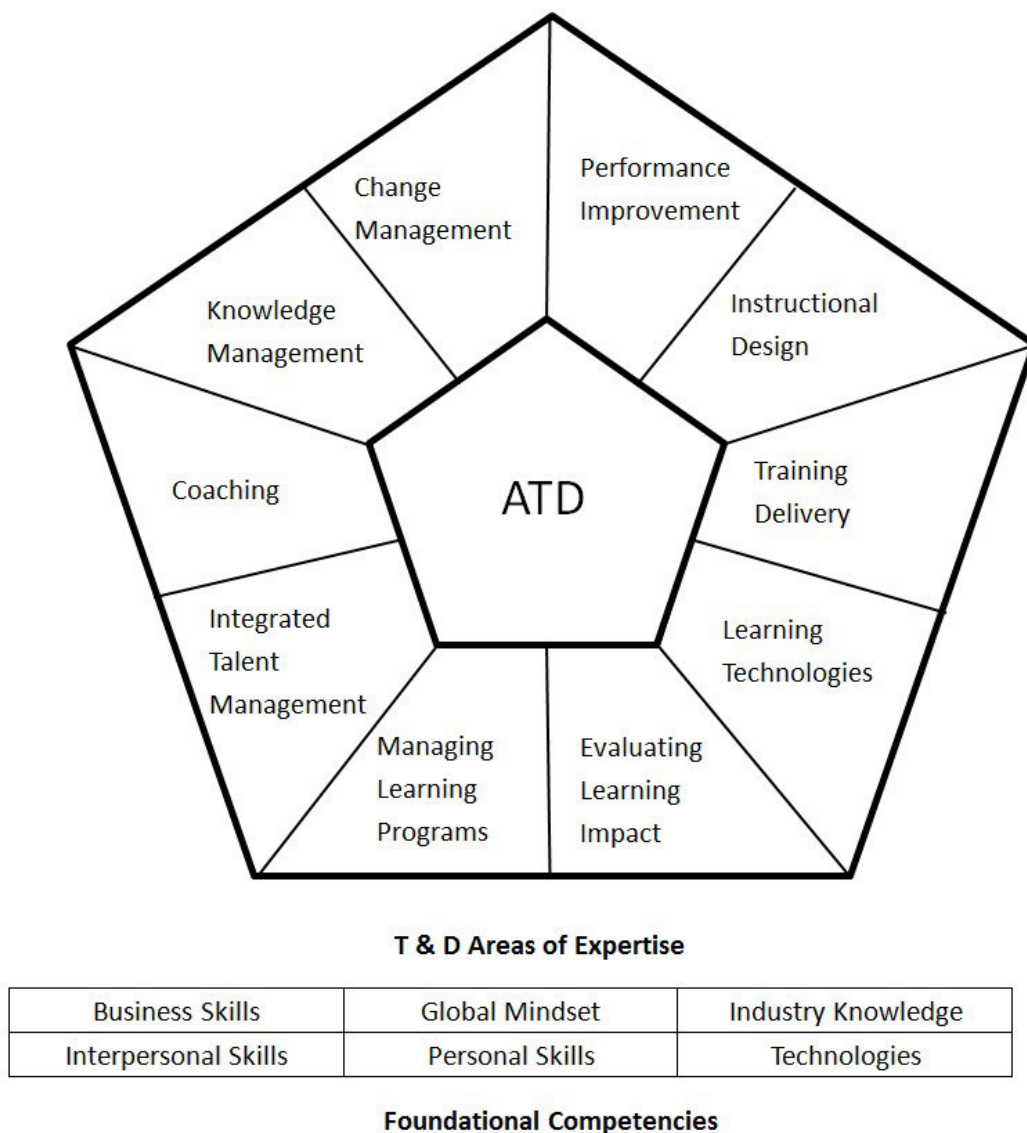 Change
Management
Performance
Improvement
Knowledge
Management
Instructional
Design
Coaching
ATD
Training
Delivery
Integrated
Talent
Management
Learning
Technologies
Managing
Learning
Programs
Evaluating
Learning
Impact
T & D Areas of Expertise
Business Skills
Global Mindset
Industry Knowledge
Interpersonal Skills
Personal Skills
Technologies
Foundational Competencies